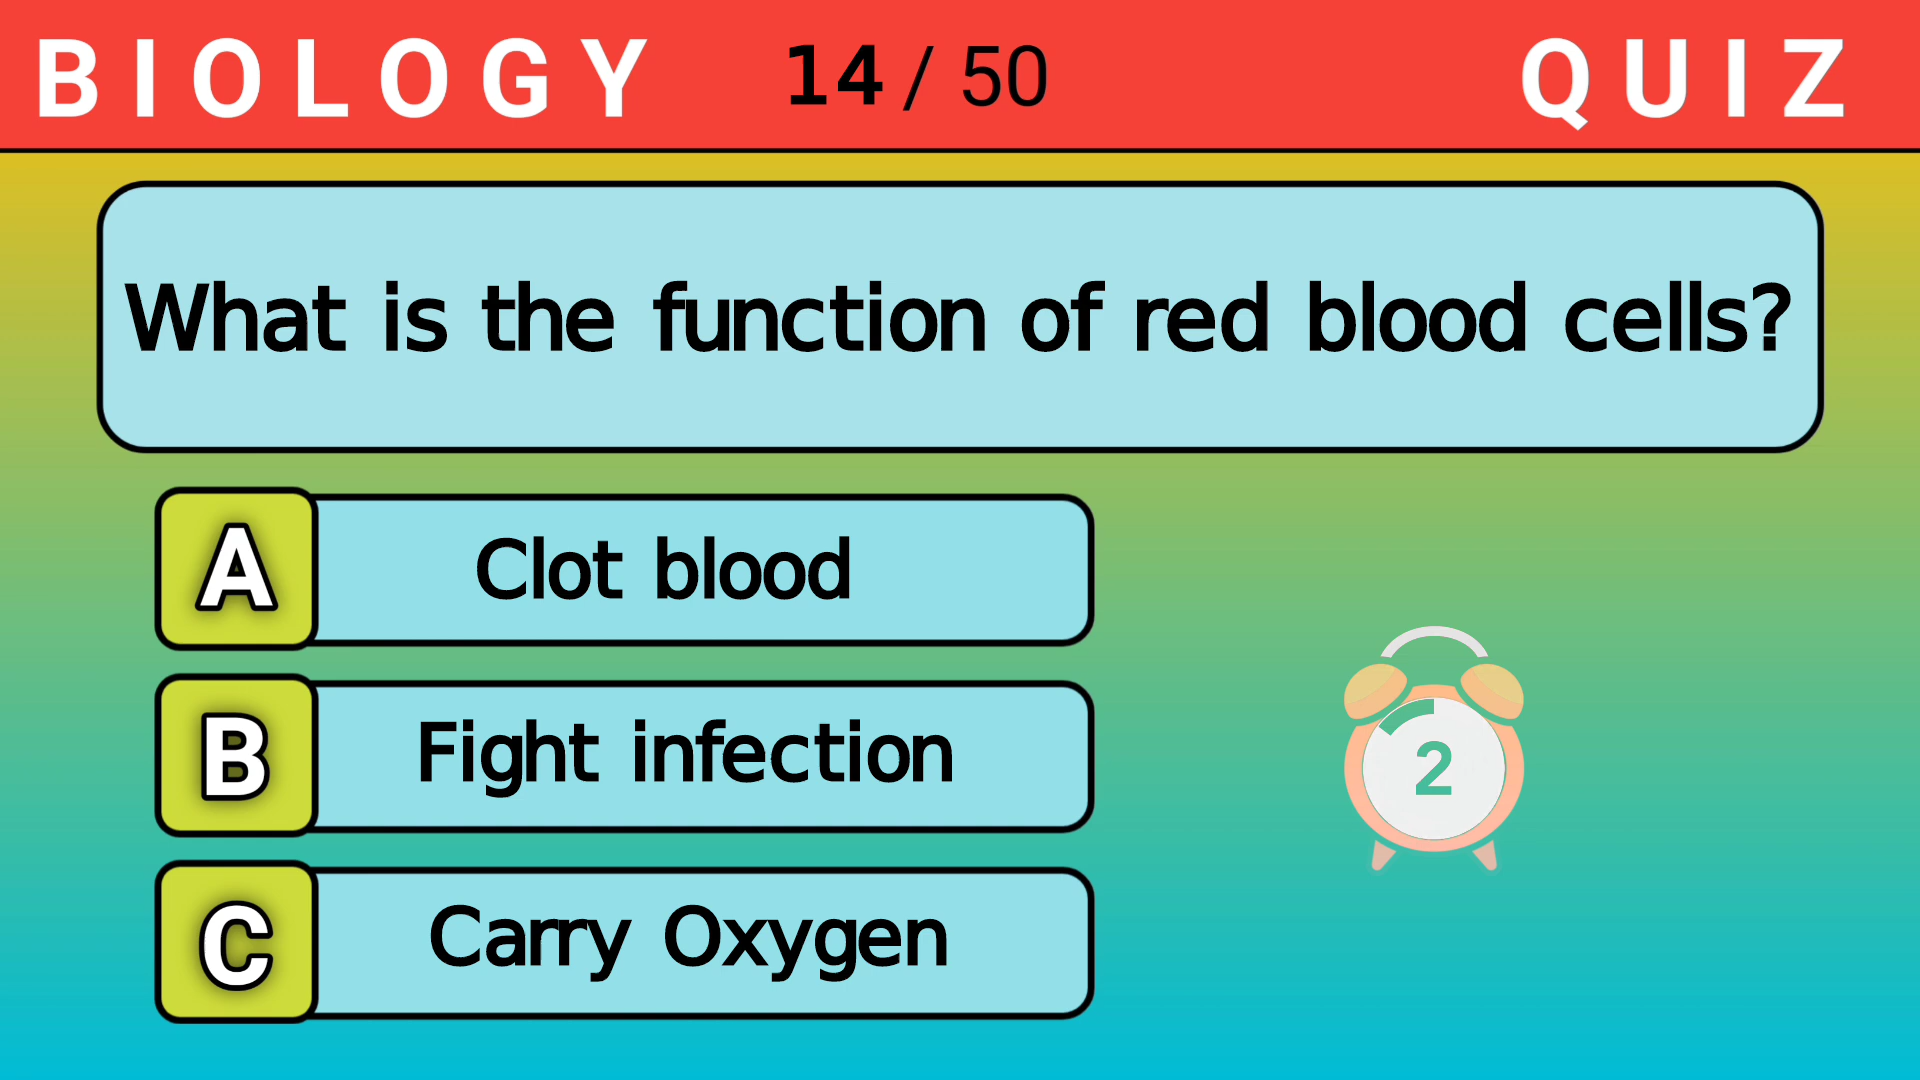 BIOLOGY 14 / 50 QUIZ
What is the function of red blood cells?
A Clot blood
B Fight infection
2
C Carry Oxygen